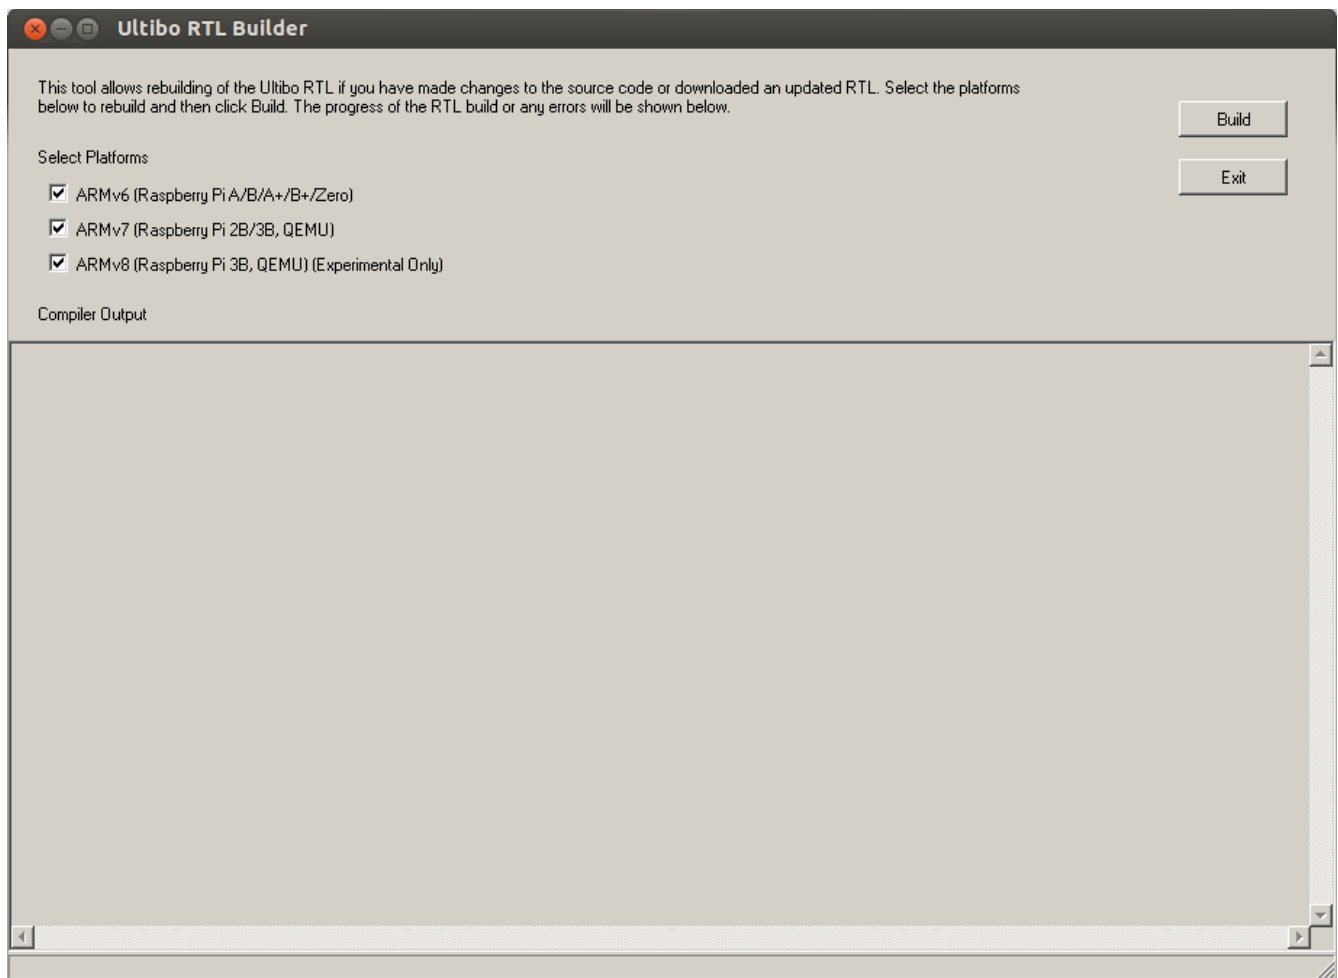 Ultibo RTL Builder
This tool allows rebuilding of the Ultibo RTL if you have made changes to the source code or downloaded an updated RTL. Select the platforms
below to rebuild and then click Build. The progress of the RTL build or any errors will be shown below.
Build
Select Platforms
Exit
ARMv6 (Raspberry Pi A/B/A+/B+/Zero)
ARMv7 (Raspberry Pi 2B/3B, QEMU)
ARMv8 (Raspberry Pi 3B, QEMU) (Experimental Only)
Compiler Output